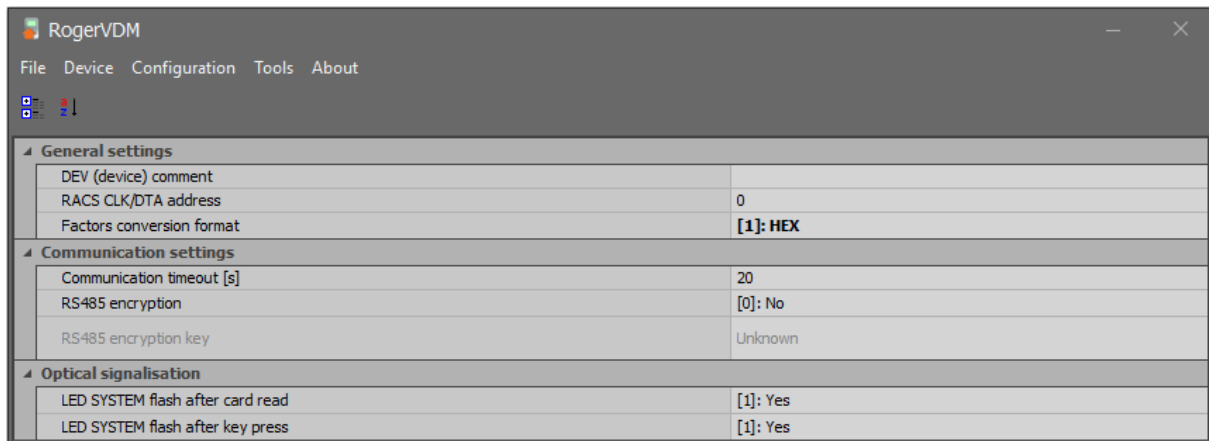 RogerVDM
File Device Configuration Tools About
General settings
DEV (device) comment
RACS CLK/DTA address 0
Factors conversion format [1]: HEX
Communication settings
Communication timeout [s] 20
RS485 encryption [0]: No
RS485 encryption key Unknown
Optical signalisation
LED SYSTEM flash after card read [1]: Yes
LED SYSTEM flash after key press [1]: Yes